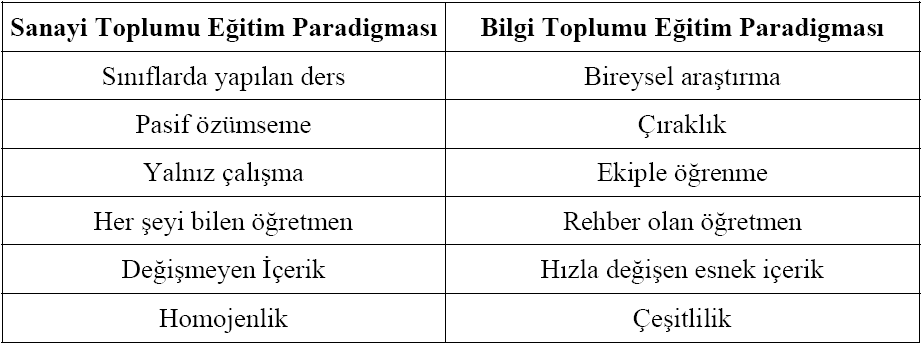 Sanayi Toplumu Eğitim Paradigması Bilgi Toplumu Eğitim Paradigması
Sınıflarda yapılan ders Bireysel araştırma
Pasif özümseme Çıraklık
Yalnız çalışma Ekiple öğrenme
Her şeyi bilen öğretmen Rehber olan öğretmen
Değişmeyen İçerik Hızla değişen esnek içerik
Homojenlik Çeşitlilik